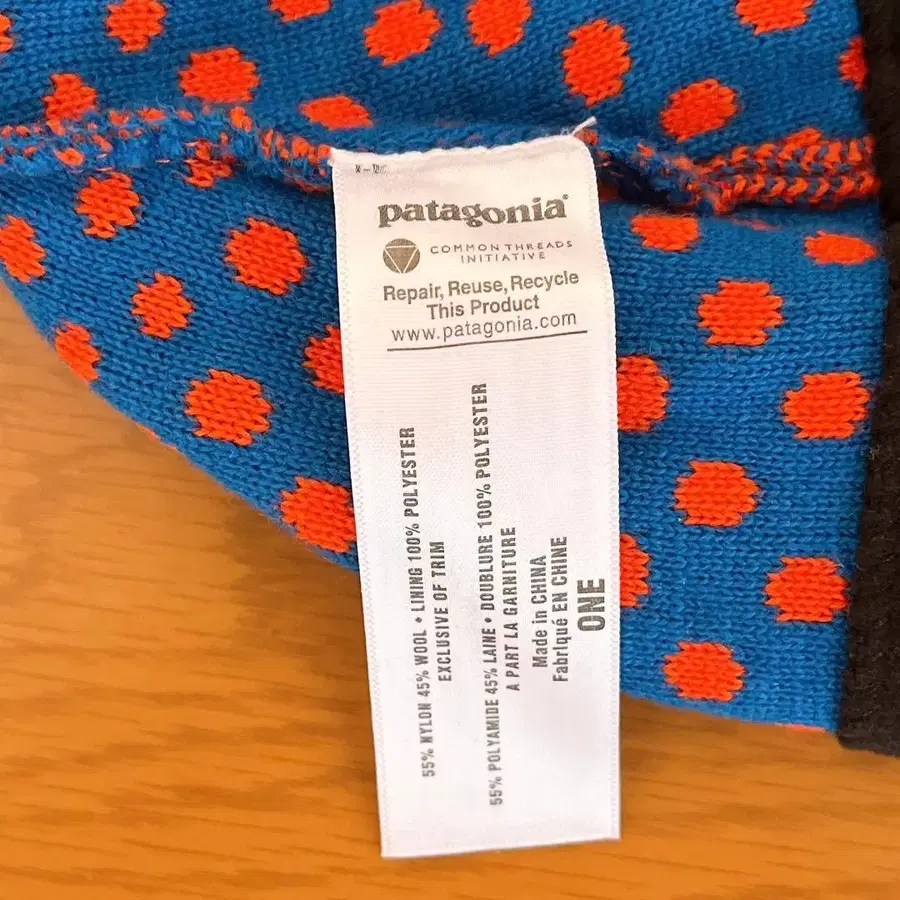 patagonia®
COMMON THREADS
INITIATIVE
Repair, Reuse, Recycle
This Product
www.patagonia.com
55% NYLON 45% WOOL • LINING 100% POLYESTER
EXCLUSIVE OF TRIM
55% POLYAMIDE 45% LAINE • DOUBLURE 100% POLYESTER
A PART LA GARNITURE
Made in CHINA
Fabriqué EN CHINE
ONE